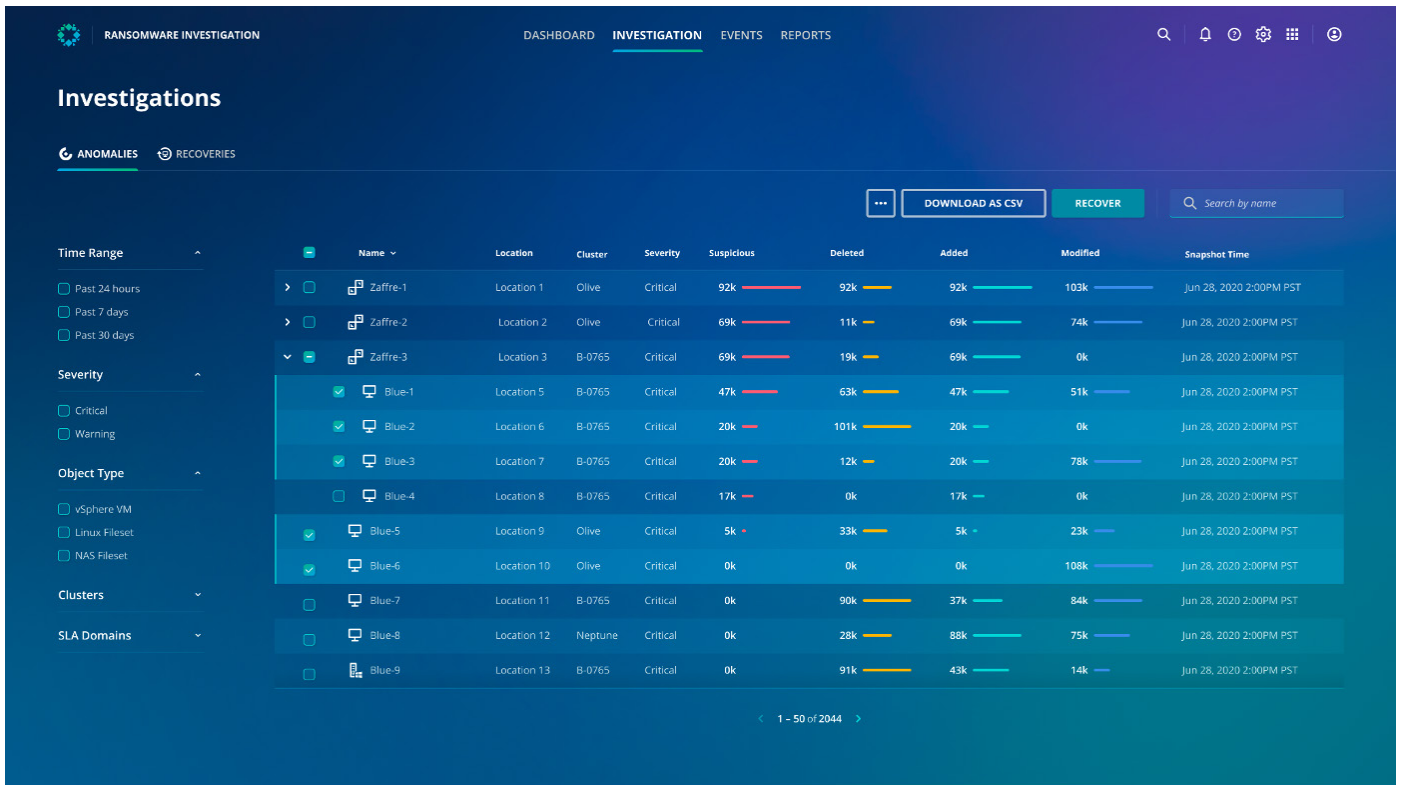 RANSOMWARE INVESTIGATION DASHBOARD INVESTIGATION EVENTS REPORTS
Investigations
ANOMALIES RECOVERIES
DOWNLOAD AS CSV RECOVER Search by name
Time Range
Past 24 hours
Past 7 days
Past 30 days
Severity
Critical
Warning
Object Type
vSphere VM
Linux Fileset
NAS Fileset
Clusters
SLA Domains
Name Location Cluster Severity Suspicious Deleted Added Modified Snapshot Time
Zaffre-1 Location 1 Olive Critical 92k 92k 92k 103k Jun 28, 2020 2:00PM PST
Zaffre-2 Location 2 Olive Critical 69k 11k 69k 74k Jun 28, 2020 2:00PM PST
Zaffre-3 Location 3 B-0765 Critical 69k 19k 69k 0k Jun 28, 2020 2:00PM PST
Blue-1 Location 5 B-0765 Critical 47k 63k 47k 51k Jun 28, 2020 2:00PM PST
Blue-2 Location 6 B-0765 Critical 20k 101k 20k 0k Jun 28, 2020 2:00PM PST
Blue-3 Location 7 B-0765 Critical 20k 12k 20k 78k Jun 28, 2020 2:00PM PST
Blue-4 Location 8 B-0765 Critical 17k 0k 17k 0k Jun 28, 2020 2:00PM PST
Blue-5 Location 9 Olive Critical 5k 33k 5k 23k Jun 28, 2020 2:00PM PST
Blue-6 Location 10 Olive Critical 0k 0k 0k 108k Jun 28, 2020 2:00PM PST
Blue-7 Location 11 B-0765 Critical 0k 90k 37k 84k Jun 28, 2020 2:00PM PST
Blue-8 Location 12 Neptune Critical 0k 28k 88k 75k Jun 28, 2020 2:00PM PST
Blue-9 Location 13 B-0765 Critical 0k 91k 43k 14k Jun 28, 2020 2:00PM PST
1 – 50 of 2044